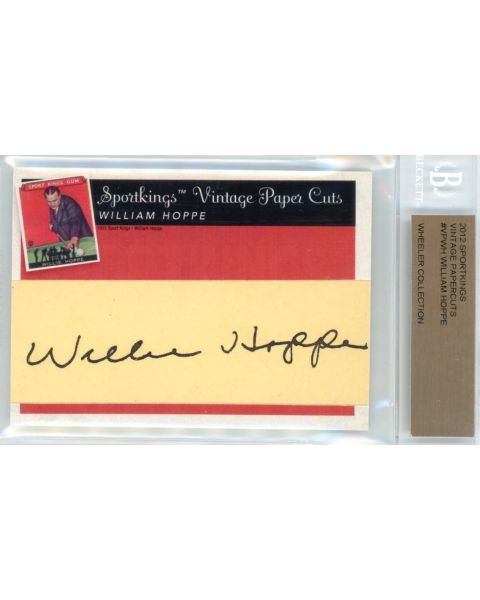 SPORT KINGS GUM
WILLIE HOPPE
Sportkings™ Vintage Paper Cuts
WILLIAM HOPPE
1933 Sport Kings - William Hoppe
Willie Hoppe
B
BECKETT
2012 SPORTKINGS
VINTAGE PAPERCUTS
#VPWH WILLIAM HOPPE
WHEELER COLLECTION